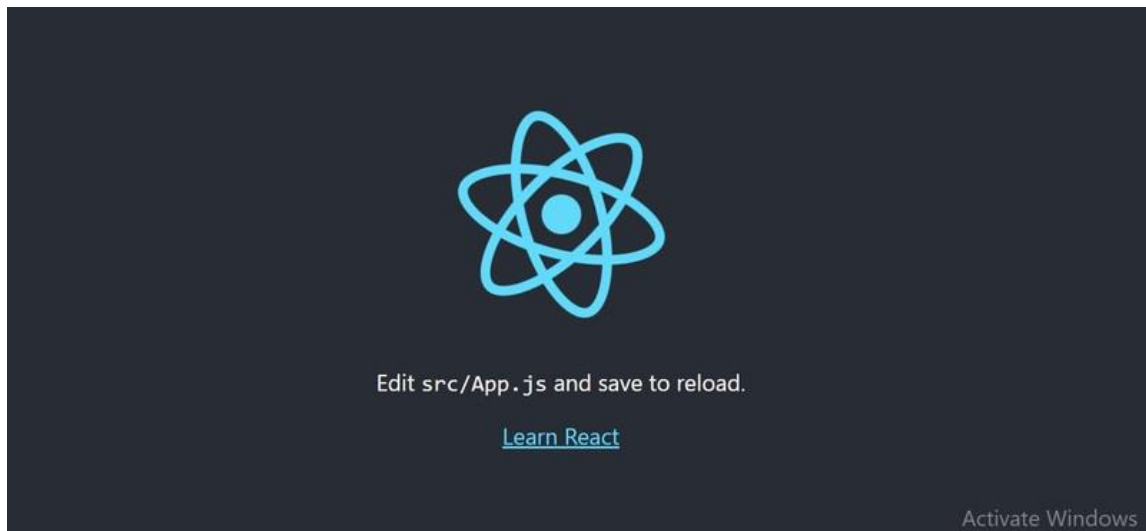 Edit src/App.js and save to reload.
Learn React
Activate Windows